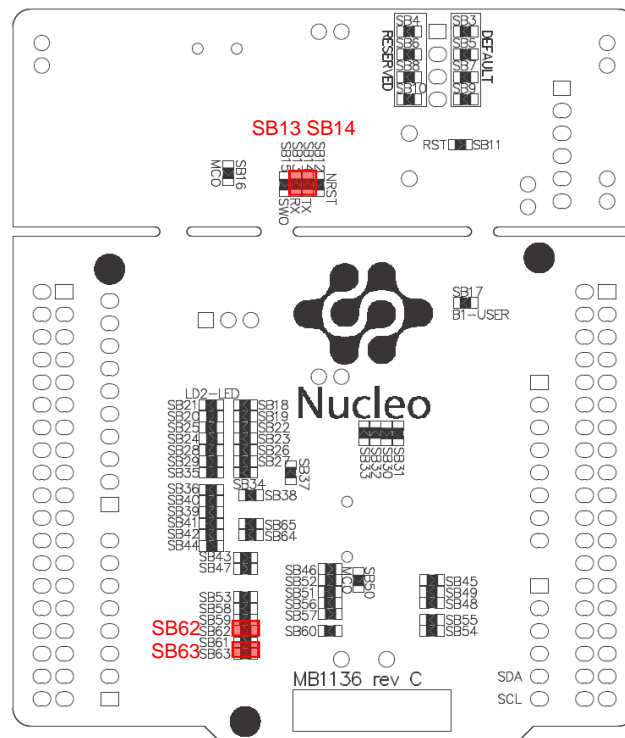 SB4 SB3
SB6 SB5
SB8 SB7
SB10 SB9
RESERVED
DEFAULT
SB13 SB14
RST SB11
SB15
SB13
SB14
SB12
SB16
MCO
NRST
SWO
RX
TX
SB17
B1-USER
Nucleo
LD2-LED
SB21 SB18
SB20 SB19
SB25 SB22
SB24 SB23
SB28 SB26
SB29 SB27
SB35
SB37
SB34
SB33
SB32
SB30
SB31
SB36
SB40 SB38
SB39
SB41 SB65
SB42 SB64
SB44
SB43
SB47
SB46
SB52
SB51
SB56
SB57
SB60
MCO
SB50
SB45
SB49
SB48
SB55
SB54
SB53
SB58
SB59
SB62 SB62
SB61
SB63 SB63
MB1136 rev C
SDA
SCL